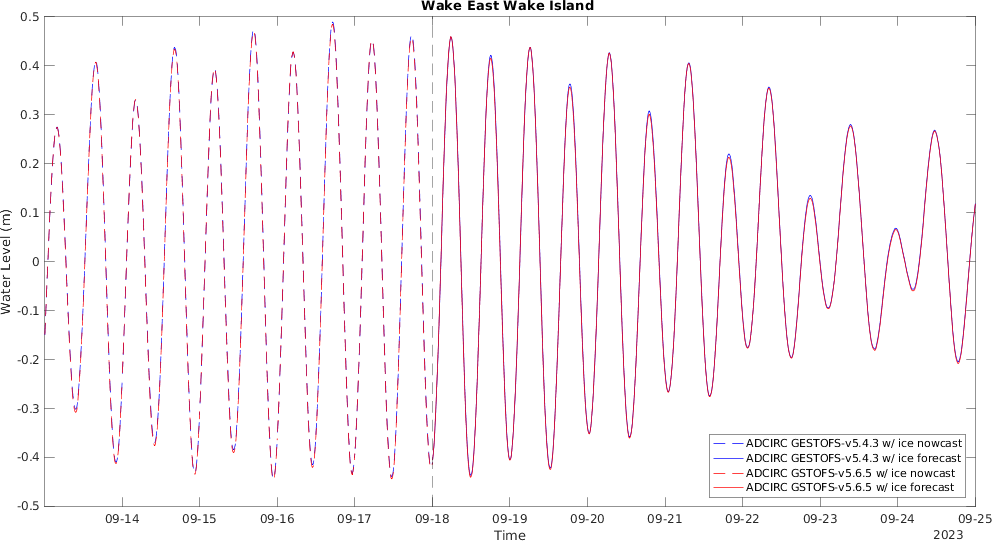 Wake East Wake Island
0.5
0.4
0.3
0.2
0.1
0
-0.1
-0.2
-0.3
-0.4
-0.5
Water Level (m)
ADCIRC GESTOFS-v5.4.3 w/ ice nowcast
ADCIRC GESTOFS-v5.4.3 w/ ice forecast
ADCIRC GSTOFS-v5.6.5 w/ ice nowcast
ADCIRC GSTOFS-v5.6.5 w/ ice forecast
09-14 09-15 09-16 09-17 09-18 09-19 09-20 09-21 09-22 09-23 09-24 09-25
Time
2023